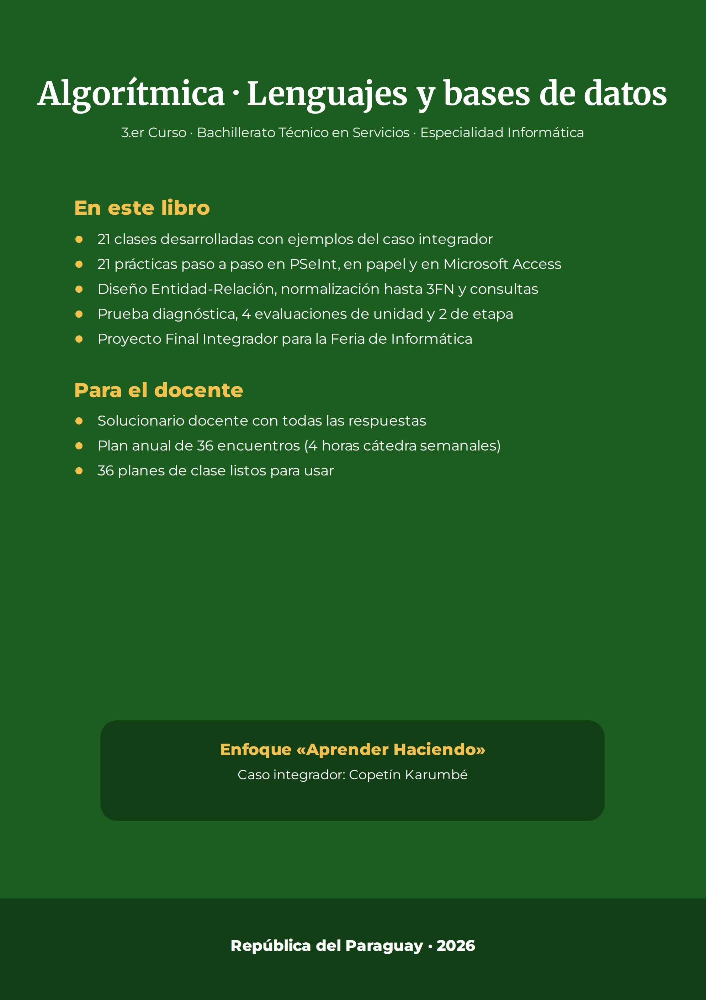 Algorítmica · Lenguajes y bases de datos
3.er Curso · Bachillerato Técnico en Servicios · Especialidad Informática
En este libro
● 21 clases desarrolladas con ejemplos del caso integrador
● 21 prácticas paso a paso en PSeInt, en papel y en Microsoft Access
● Diseño Entidad-Relación, normalización hasta 3FN y consultas
● Prueba diagnóstica, 4 evaluaciones de unidad y 2 de etapa
● Proyecto Final Integrador para la Feria de Informática
Para el docente
● Solucionario docente con todas las respuestas
● Plan anual de 36 encuentros (4 horas cátedra semanales)
● 36 planes de clase listos para usar
Enfoque «Aprender Haciendo»
Caso integrador: Copetín Karumbé
República del Paraguay · 2026